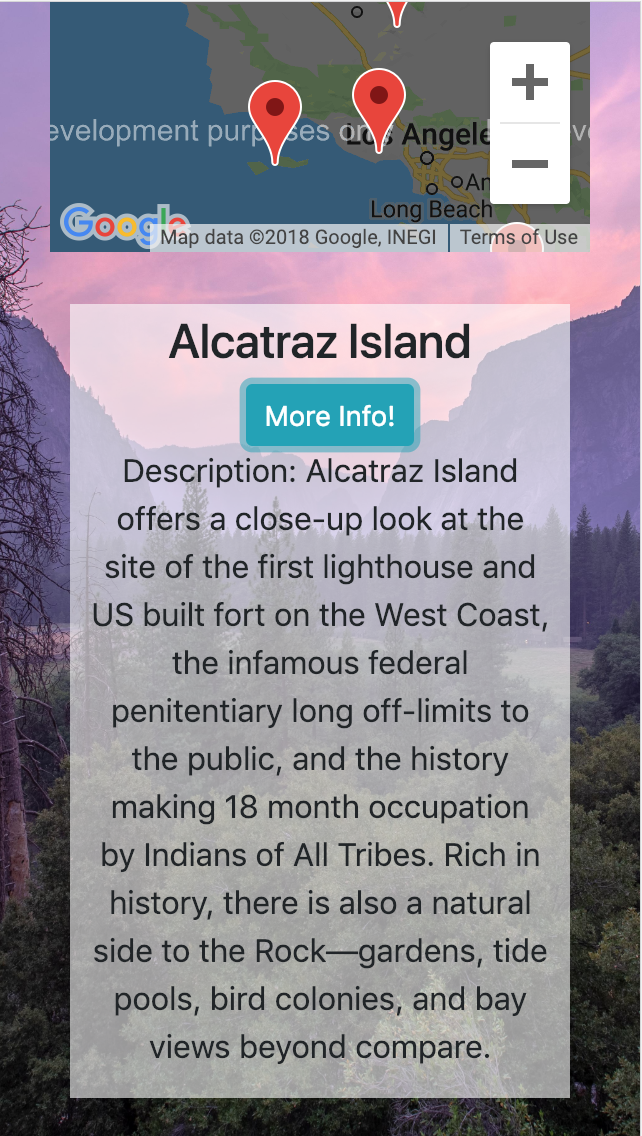 evelopment purposes on
Los Angele
An
Long Beach
Google
Map data ©2018 Google, INEGI
Terms of Use
Alcatraz Island
More Info!
Description: Alcatraz Island
offers a close-up look at the
site of the first lighthouse and
US built fort on the West Coast,
the infamous federal
penitentiary long off-limits to
the public, and the history
making 18 month occupation
by Indians of All Tribes. Rich in
history, there is also a natural
side to the Rock—gardens, tide
pools, bird colonies, and bay
views beyond compare.